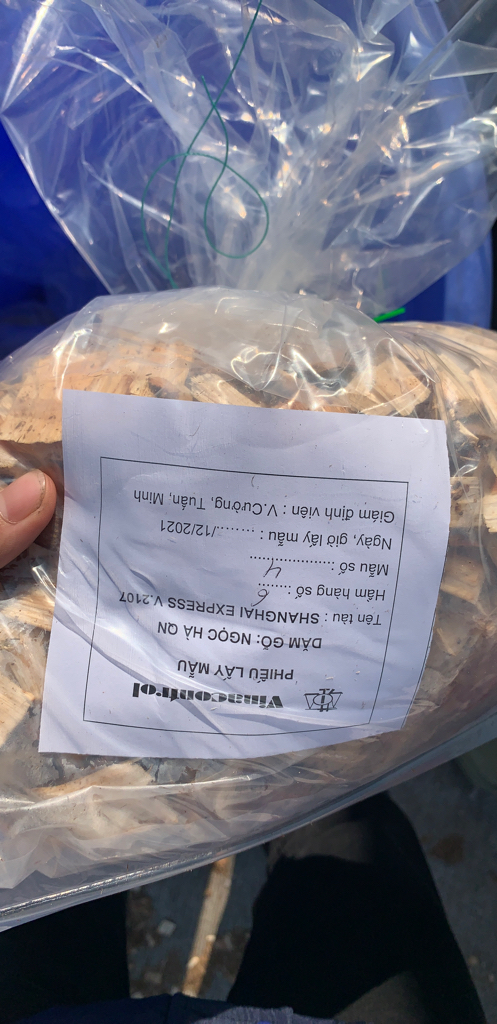 Vinacontrol
PHIẾU LẤY MẪU
DĂM GỖ: NGỌC HÀ QN
Tên tàu : SHANGHAI EXPRESS V.2107
Hầm hàng số :......6......
Mẫu số :.........4.........
Ngày, giờ lấy mẫu : ........./12/2021
Giám định viên : V.Cường, Tuấn, Minh